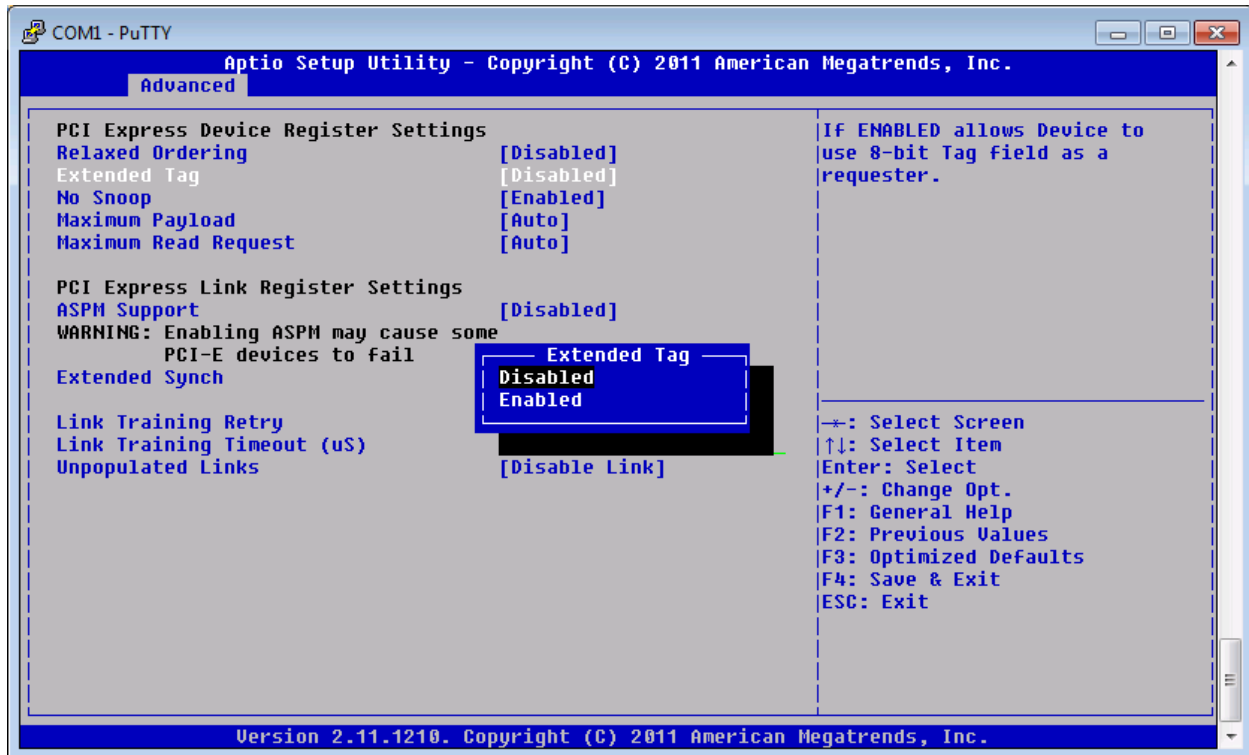 COM1 - PuTTY
Aptio Setup Utility - Copyright (C) 2011 American Megatrends, Inc.
Advanced
PCI Express Device Register Settings
Relaxed Ordering [Disabled]
Extended Tag [Disabled]
No Snoop [Enabled]
Maximum Payload [Auto]
Maximum Read Request [Auto]
PCI Express Link Register Settings
ASPM Support [Disabled]
WARNING: Enabling ASPM may cause some
PCI-E devices to fail
Extended Synch
Link Training Retry
Link Training Timeout (uS)
Unpopulated Links [Disable Link]
Extended Tag
Disabled
Enabled
If ENABLED allows Device to
use 8-bit Tag field as a
requester.
→←: Select Screen
↑↓: Select Item
Enter: Select
+/-: Change Opt.
F1: General Help
F2: Previous Values
F3: Optimized Defaults
F4: Save & Exit
ESC: Exit
Version 2.11.1210. Copyright (C) 2011 American Megatrends, Inc.